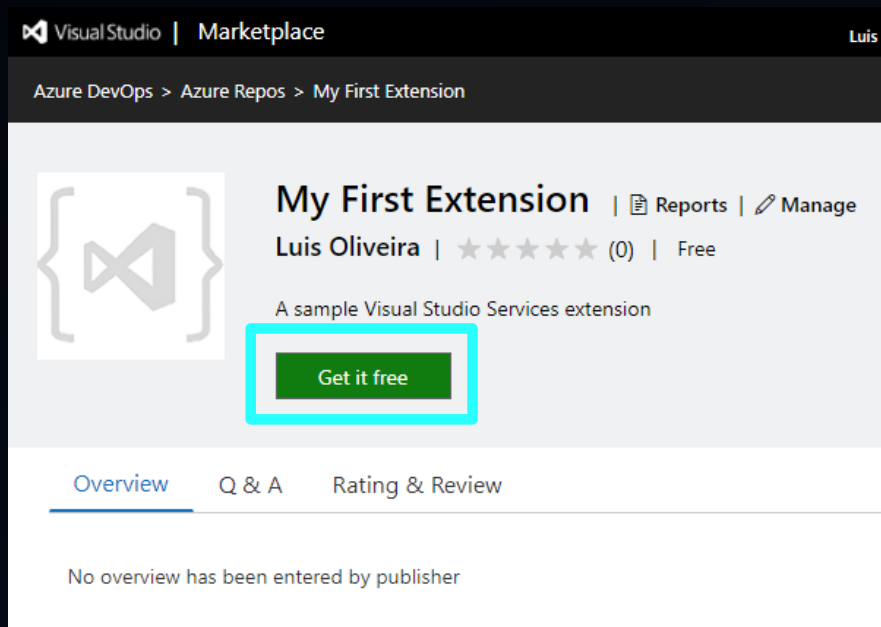 Visual Studio | Marketplace
Luis
Azure DevOps > Azure Repos > My First Extension
My First Extension | Reports | Manage
Luis Oliveira | (0) | Free
A sample Visual Studio Services extension
Get it free
Overview Q & A Rating & Review
No overview has been entered by publisher